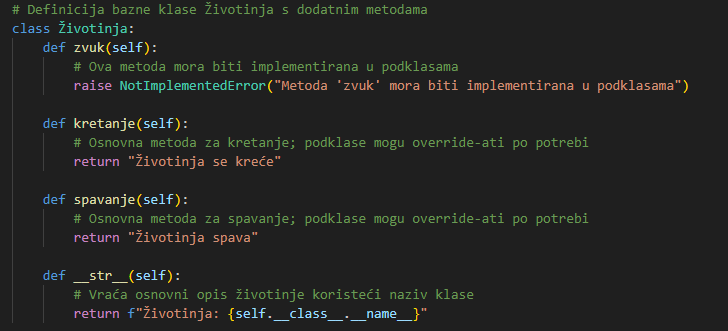 # Definicija bazne klase Životinja s dodatnim metodama
class Životinja:
    def zvuk(self):
        # Ova metoda mora biti implementirana u podklasama
        raise NotImplementedError("Metoda 'zvuk' mora biti implementirana u podklasama")

    def kretanje(self):
        # Osnovna metoda za kretanje; podklase mogu override-ati po potrebi
        return "Životinja se kreće"

    def spavanje(self):
        # Osnovna metoda za spavanje; podklase mogu override-ati po potrebi
        return "Životinja spava"

    def __str__(self):
        # Vraća osnovni opis životinje koristeći naziv klase
        return f"Životinja: {self.__class__.__name__}"